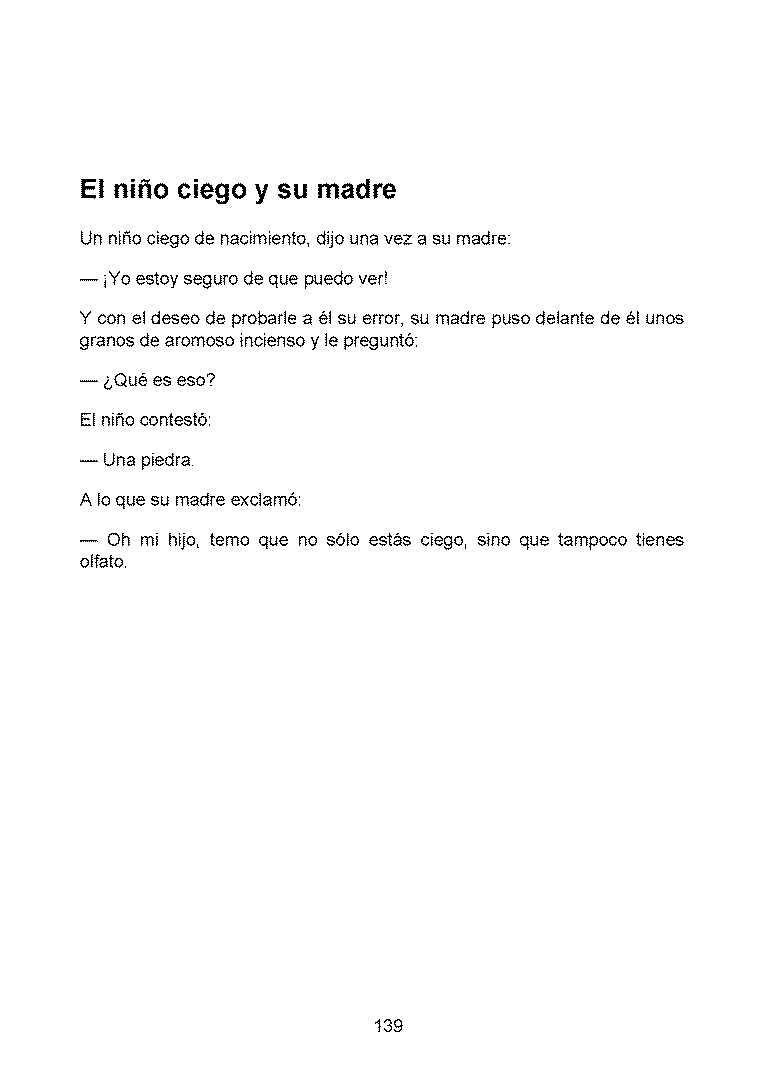 El niño ciego y su madre
Un niño ciego de nacimiento, dijo una vez a su madre:
— ¡Yo estoy seguro de que puedo ver!
Y con el deseo de probarle a él su error, su madre puso delante de él unos
granos de aromoso incienso y le preguntó:
— ¿Qué es eso?
El niño contestó:
— Una piedra.
A lo que su madre exclamó:
— Oh mi hijo, temo que no sólo estás ciego, sino que tampoco tienes
olfato.
139